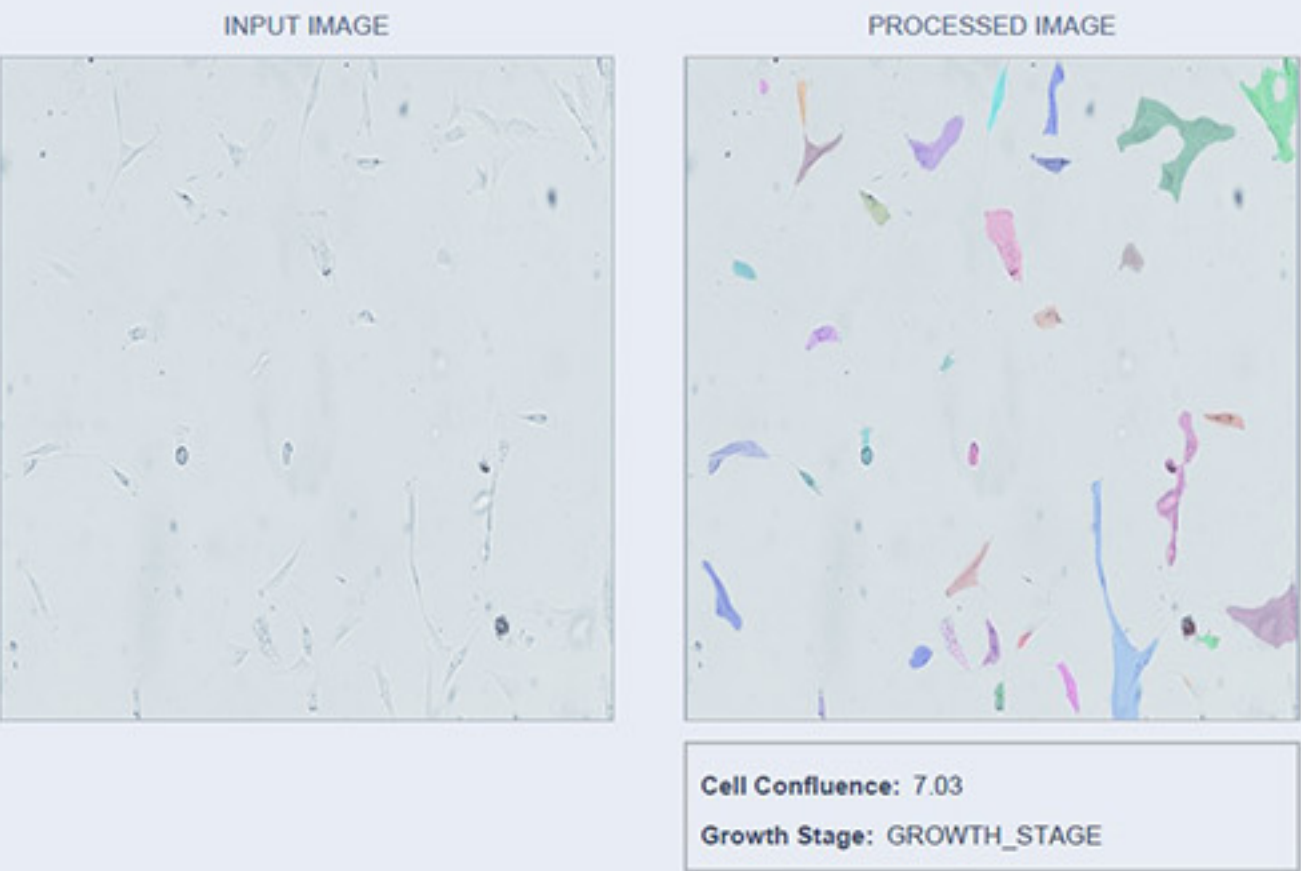 INPUT IMAGE
PROCESSED IMAGE
Cell Confluence: 7.03
Growth Stage: GROWTH_STAGE